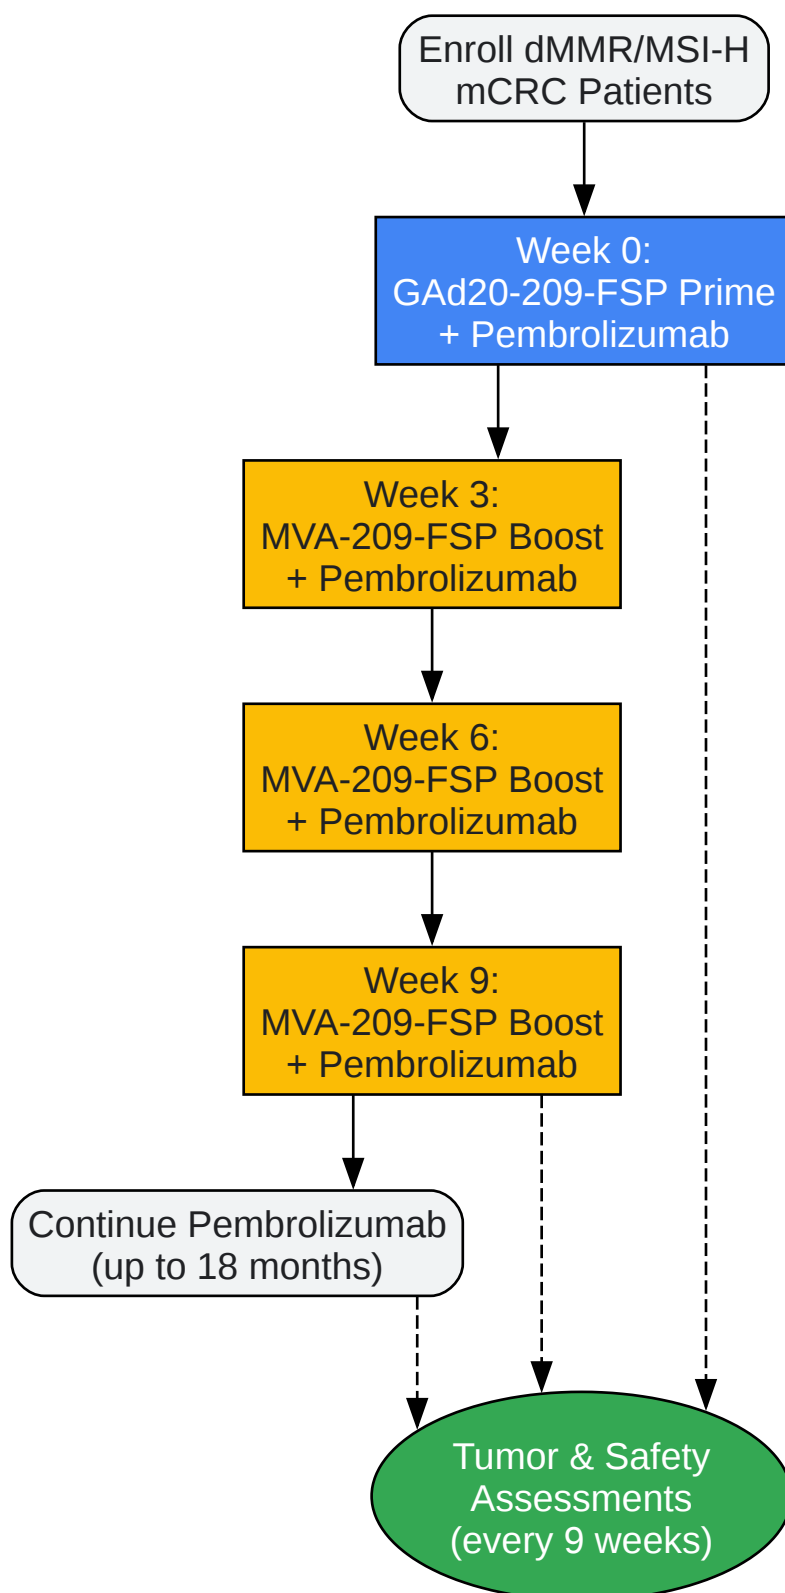 Enroll dMMR/MSI-H
mCRC Patients
Week 0:
GAd20-209-FSP Prime
+ Pembrolizumab
Week 3:
MVA-209-FSP Boost
+ Pembrolizumab
Week 6:
MVA-209-FSP Boost
+ Pembrolizumab
Week 9:
MVA-209-FSP Boost
+ Pembrolizumab
Continue Pembrolizumab
(up to 18 months)
Tumor & Safety
Assessments
(every 9 weeks)